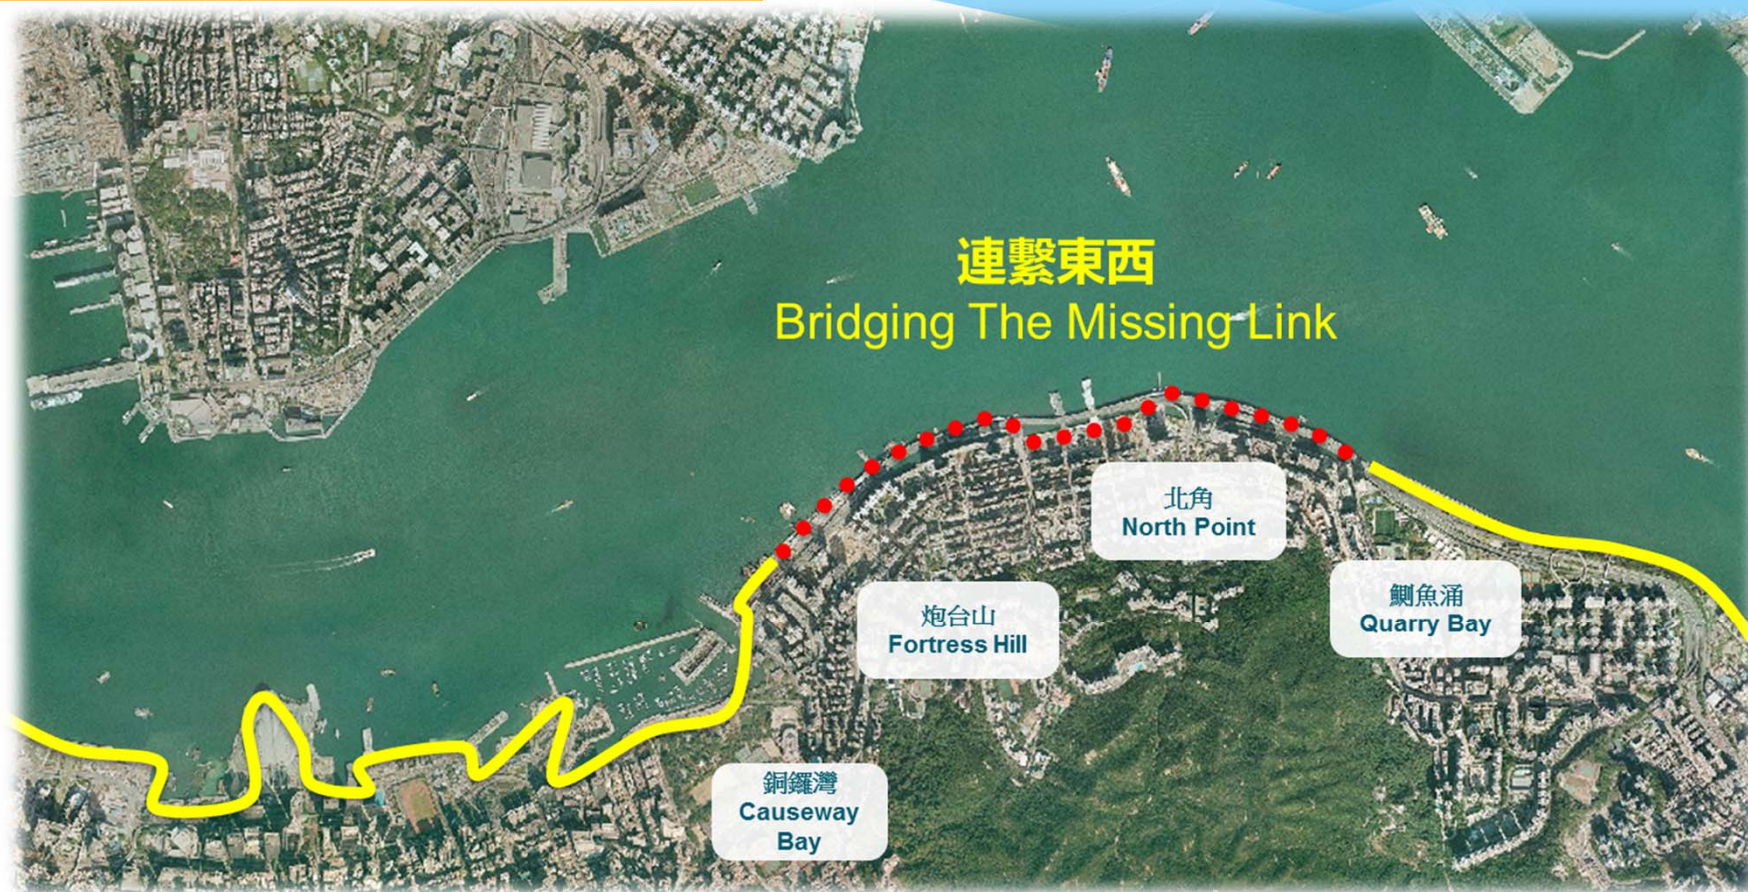 連繫東西
Bridging The Missing Link
北角
North Point
炮台山
Fortress Hill
鰂魚涌
Quarry Bay
銅鑼灣
Causeway
Bay